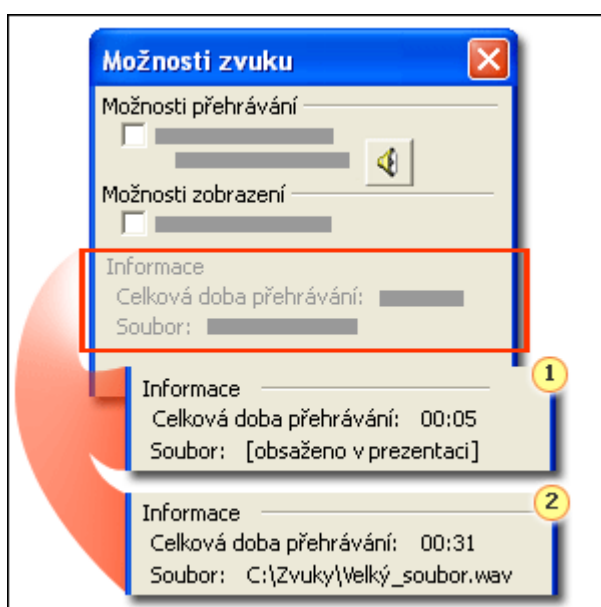 Možnosti zvuku
Možnosti přehrávání
Možnosti zobrazení
Informace
Celková doba přehrávání:
Soubor:
1
Informace
Celková doba přehrávání: 00:05
Soubor: [obsaženo v prezentaci]
2
Informace
Celková doba přehrávání: 00:31
Soubor: C:\Zvuky\Velký_soubor.wav